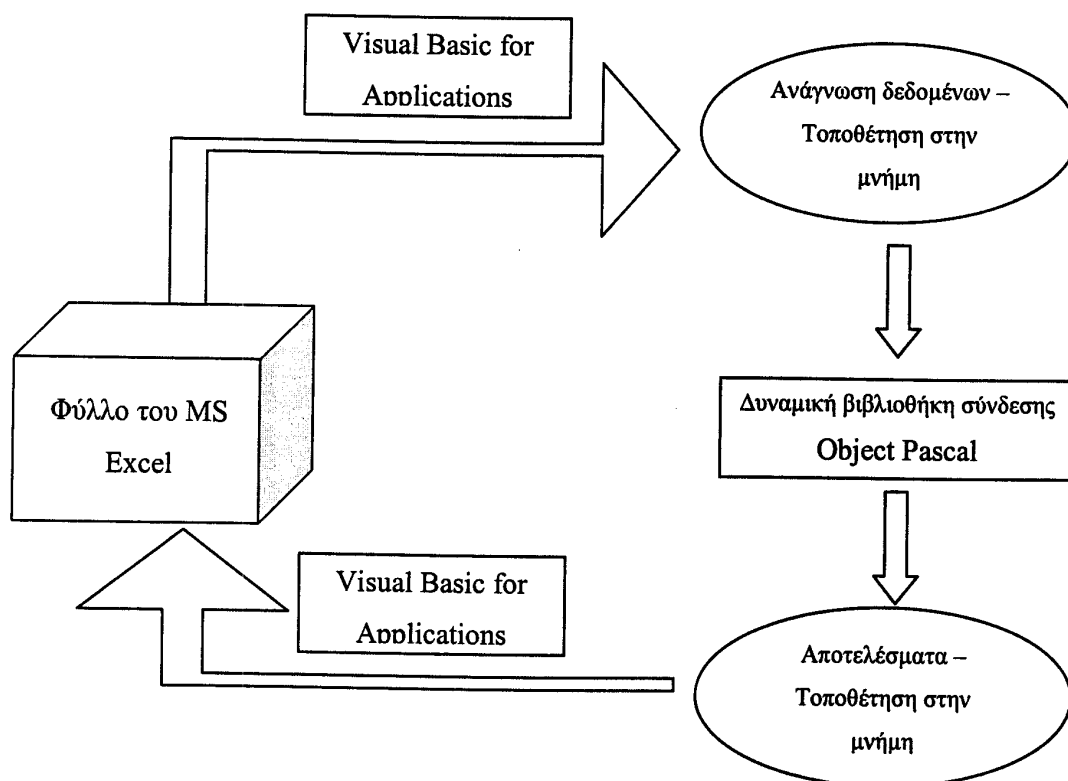 Visual Basic for
Applications
Ανάγνωση δεδομένων –
Τοποθέτηση στην
μνήμη
Φύλλο του MS
Excel
Δυναμική βιβλιοθήκη σύνδεσης
Object Pascal
Visual Basic for
Applications
Αποτελέσματα –
Τοποθέτηση στην
μνήμη